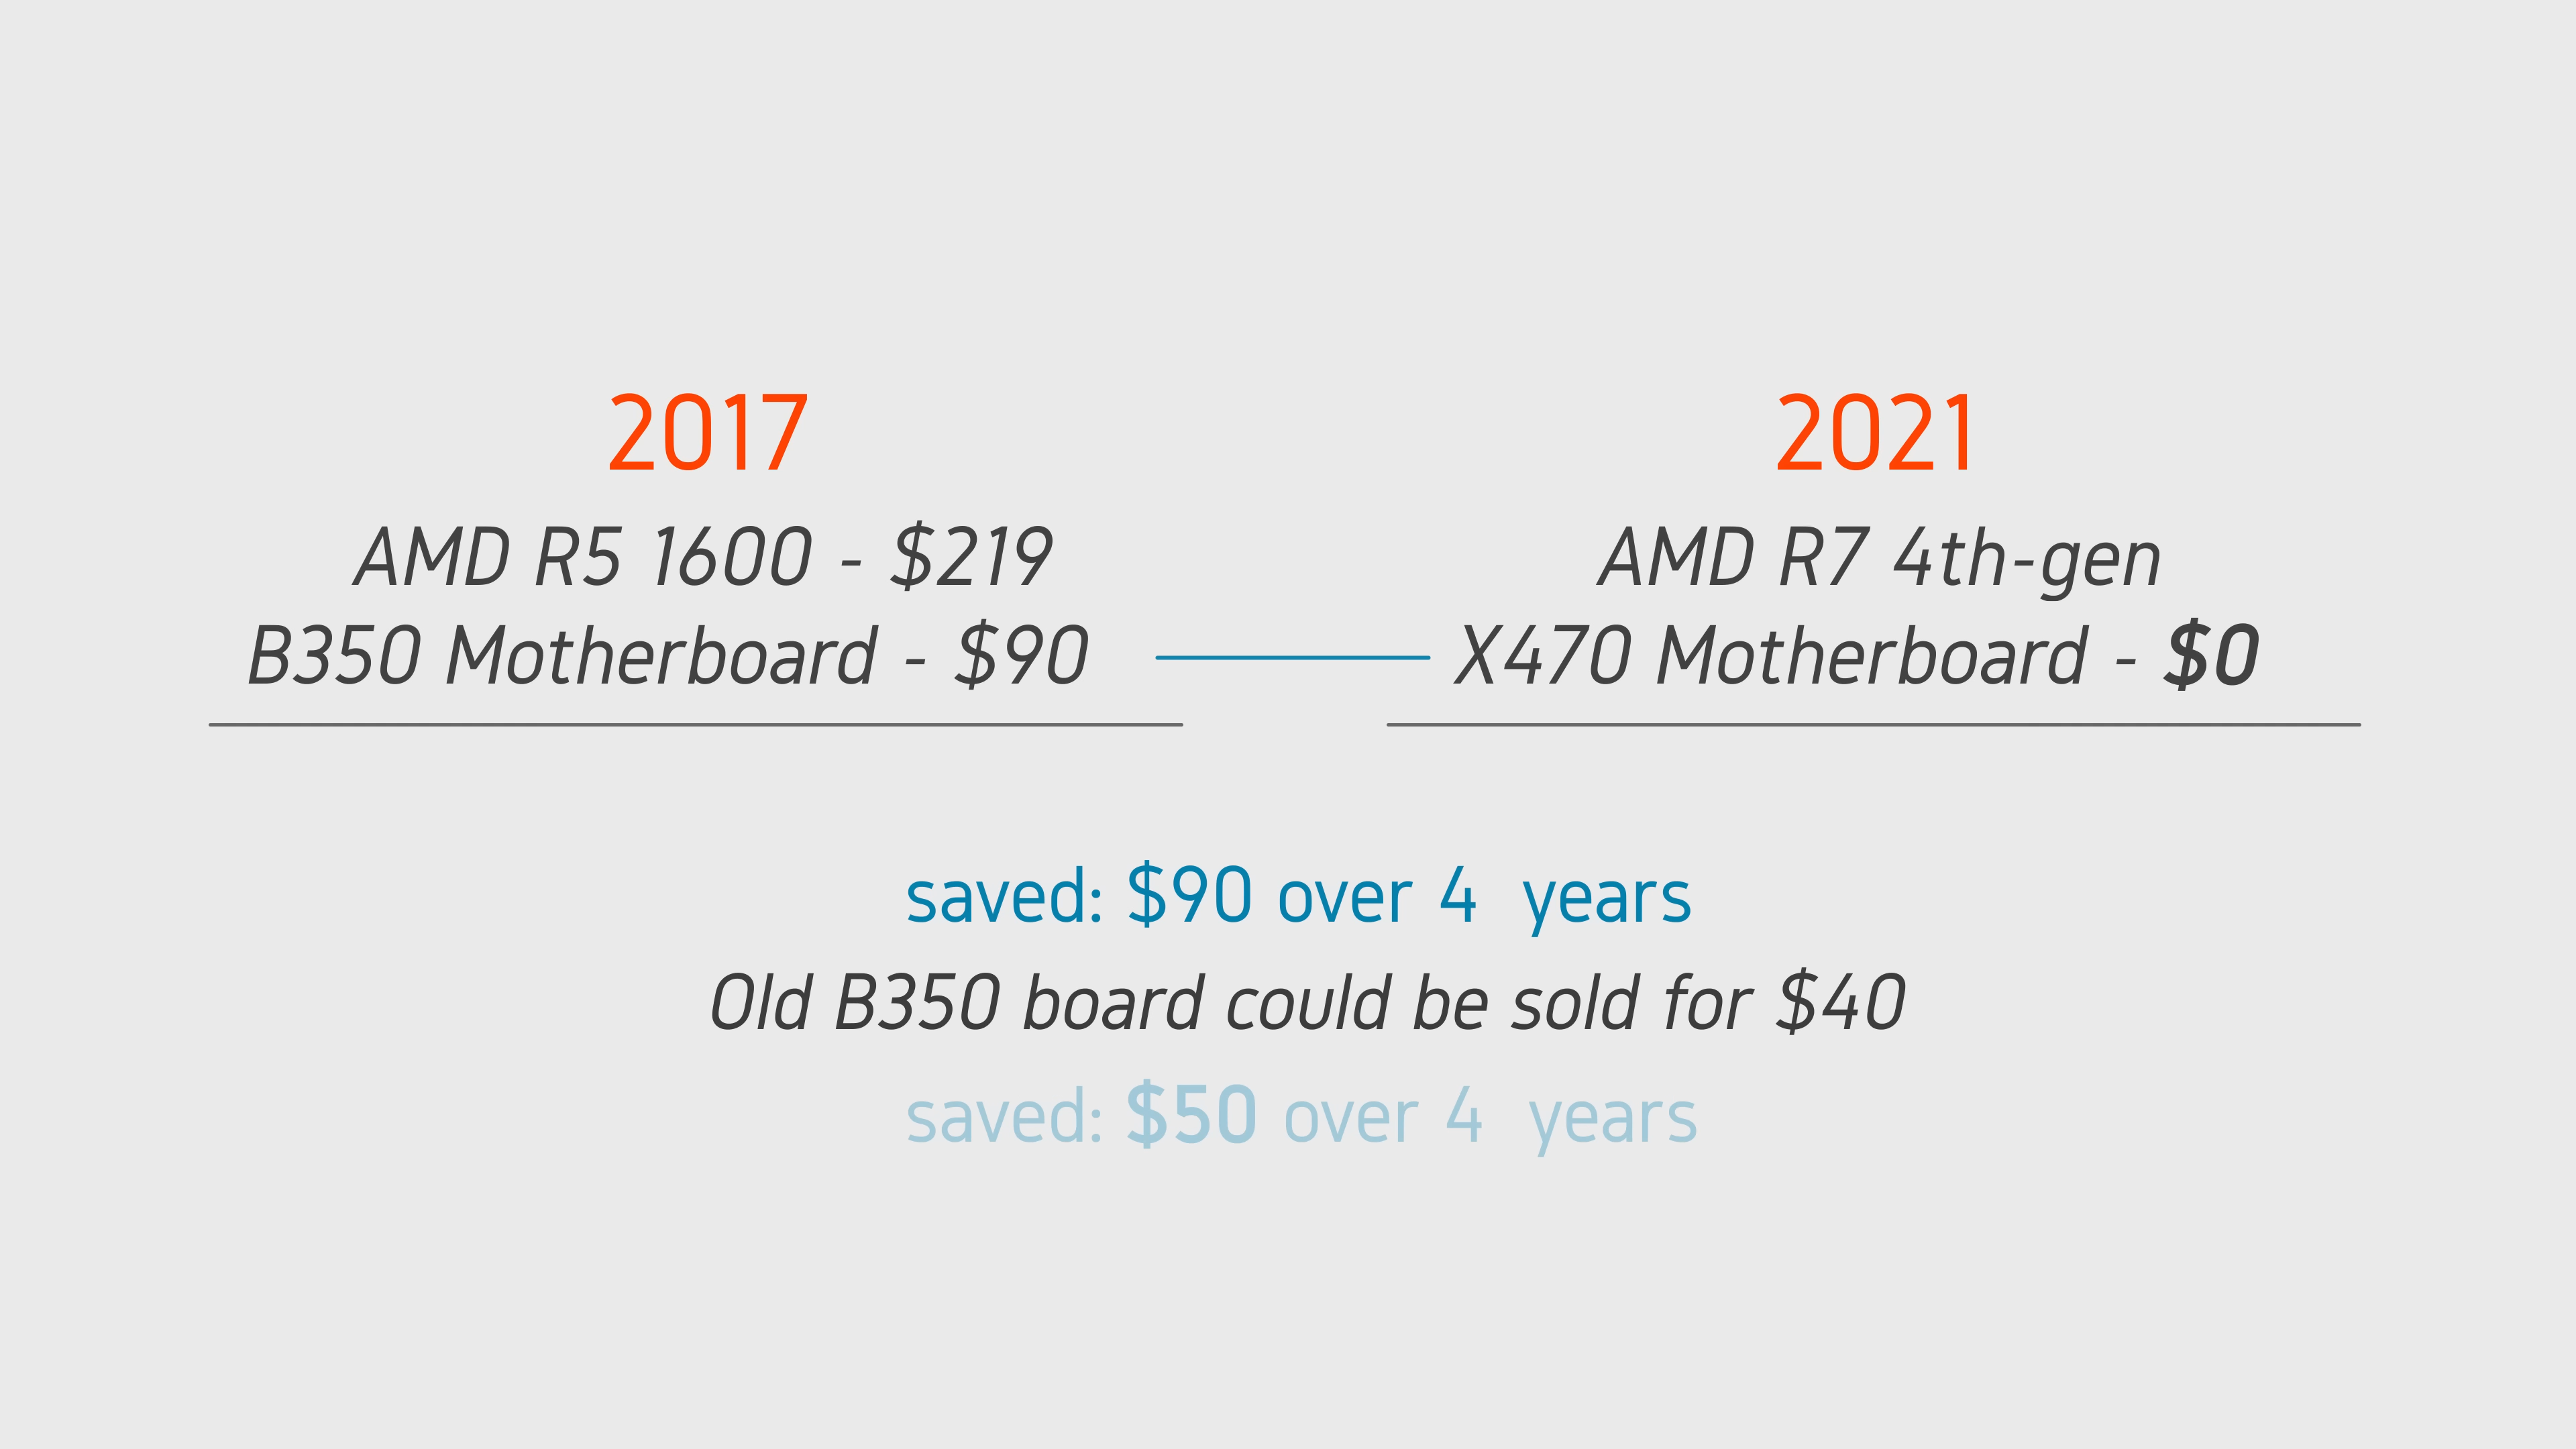 2017
AMD R5 1600 - $219
B350 Motherboard - $90
2021
AMD R7 4th-gen
X470 Motherboard - $0
saved: $90 over 4 years
Old B350 board could be sold for $40
saved: $50 over 4 years